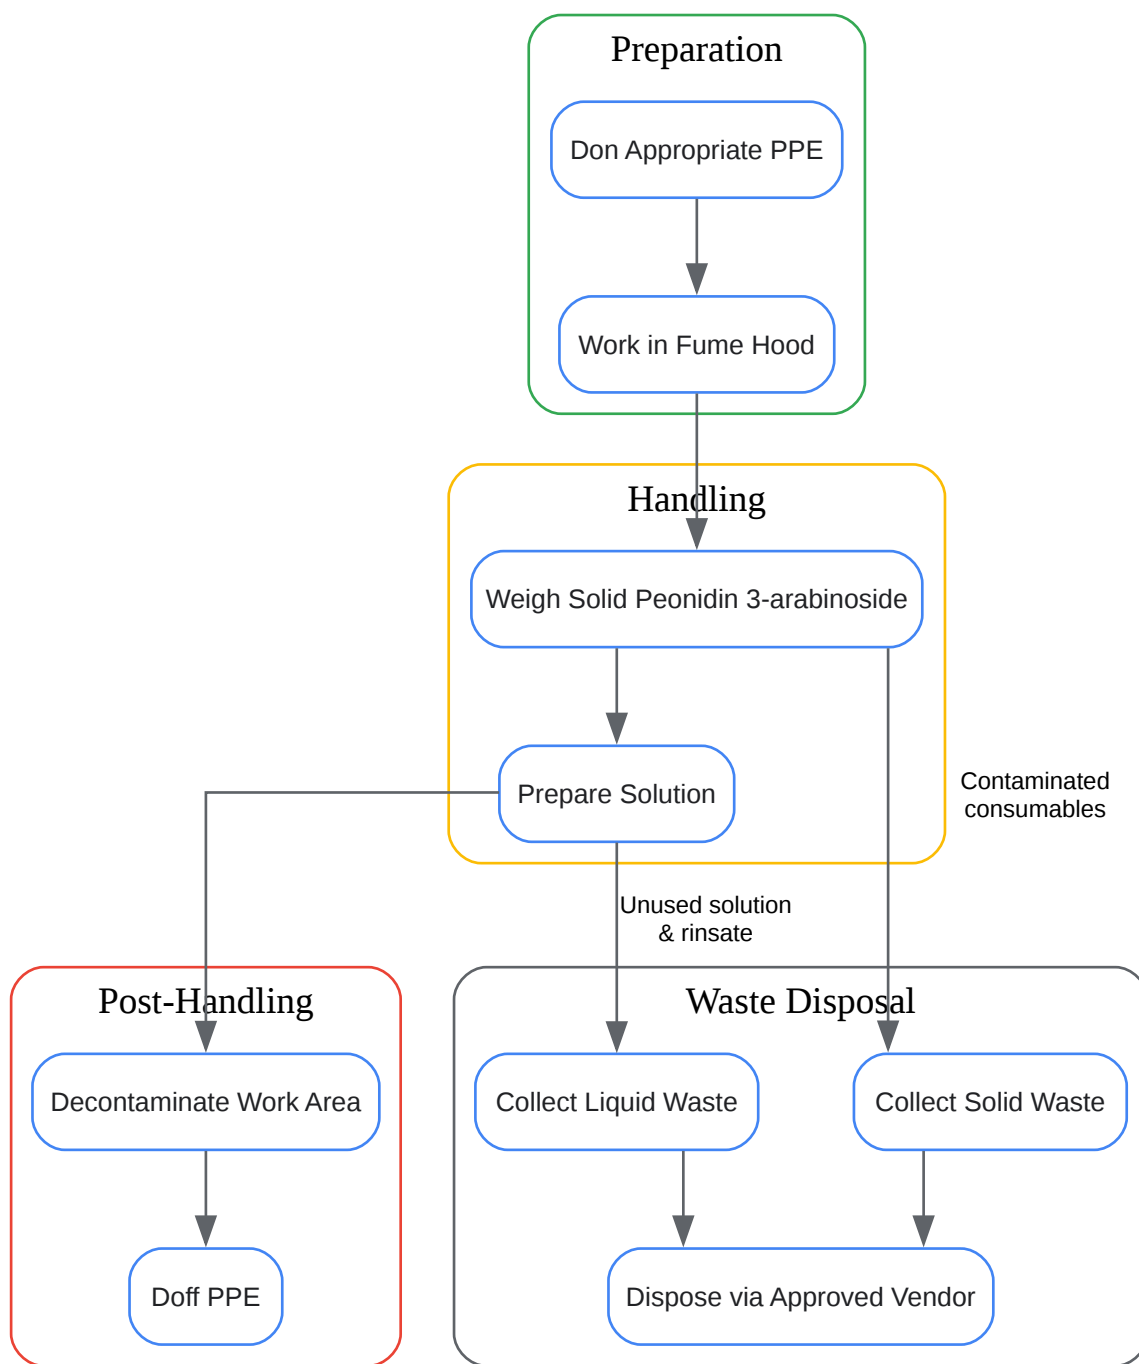 Preparation
Don Appropriate PPE
Work in Fume Hood
Handling
Weigh Solid Peonidin 3-arabinoside
Prepare Solution
Contaminated
consumables
Unused solution
& rinsate
Post-Handling
Decontaminate Work Area
Doff PPE
Waste Disposal
Collect Liquid Waste
Collect Solid Waste
Dispose via Approved Vendor